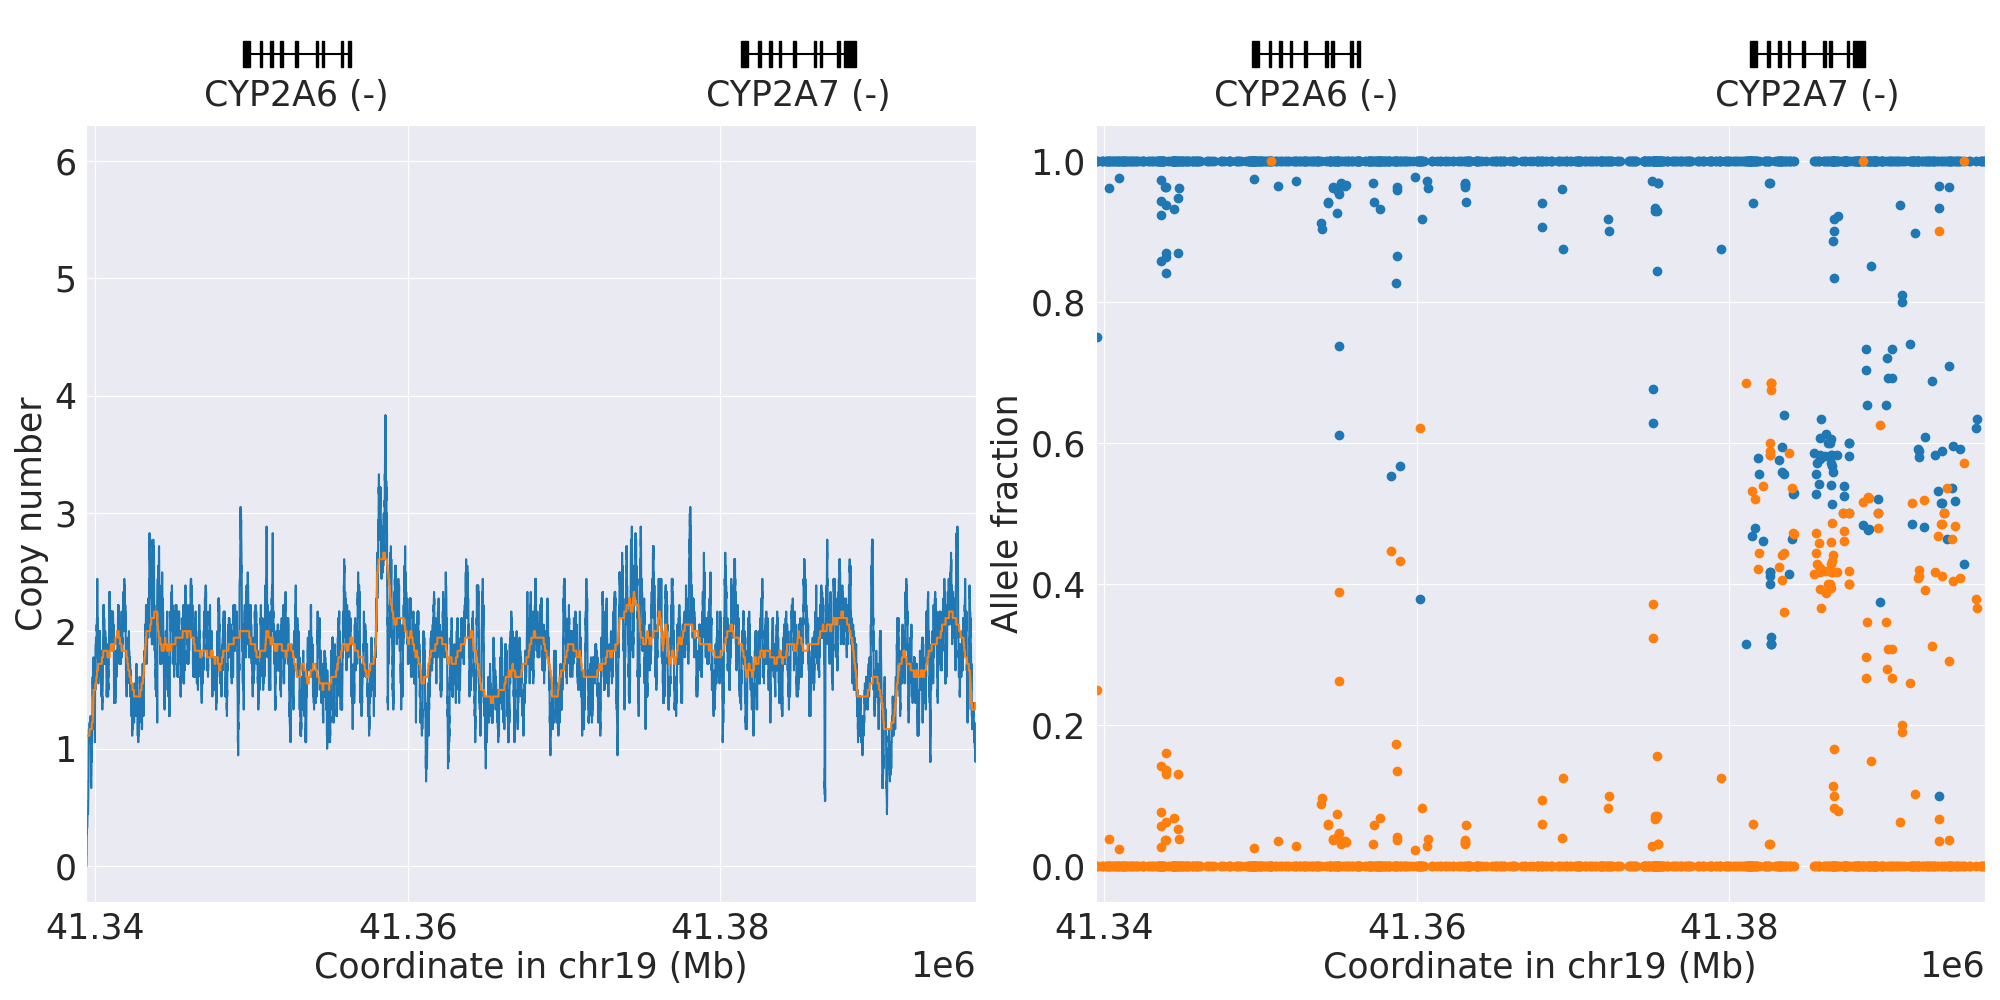 CYP2A6 (-)
CYP2A7 (-)
6
5
4
3
2
1
0
Copy number
41.34
41.36
41.38
Coordinate in chr19 (Mb)
1e6
CYP2A6 (-)
CYP2A7 (-)
1.0
0.8
0.6
0.4
0.2
0.0
Allele fraction
41.34
41.36
41.38
Coordinate in chr19 (Mb)
1e6